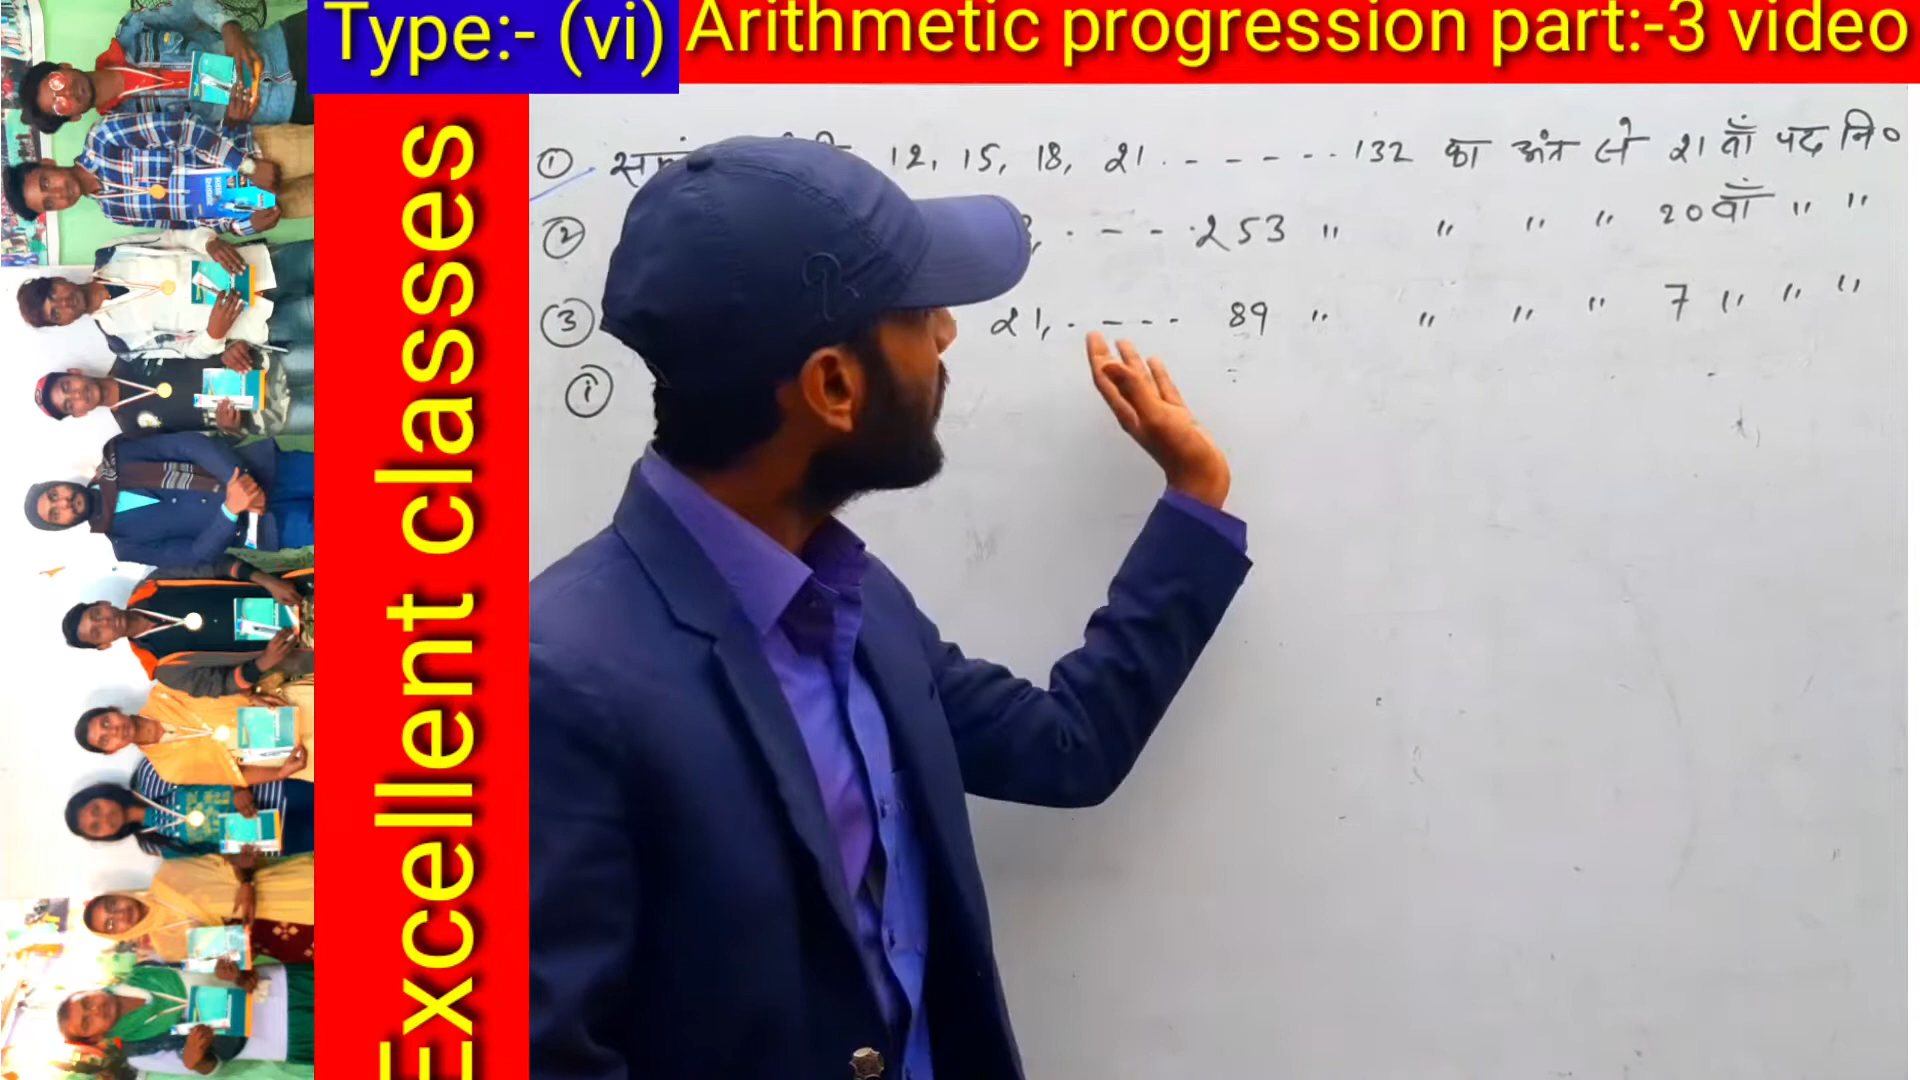 Type:- (vi)
Arithmetic progression part:-3 video
Excellent classes
① 12, 15, 18, 21 . - - - - - . . 132 का अंत से 21 वाँ पद नि०
② , . - - - . 253 " " " " 20वाँ " "
③ 21, . - - - - 89 " " " " 7 " " "
ⓘ